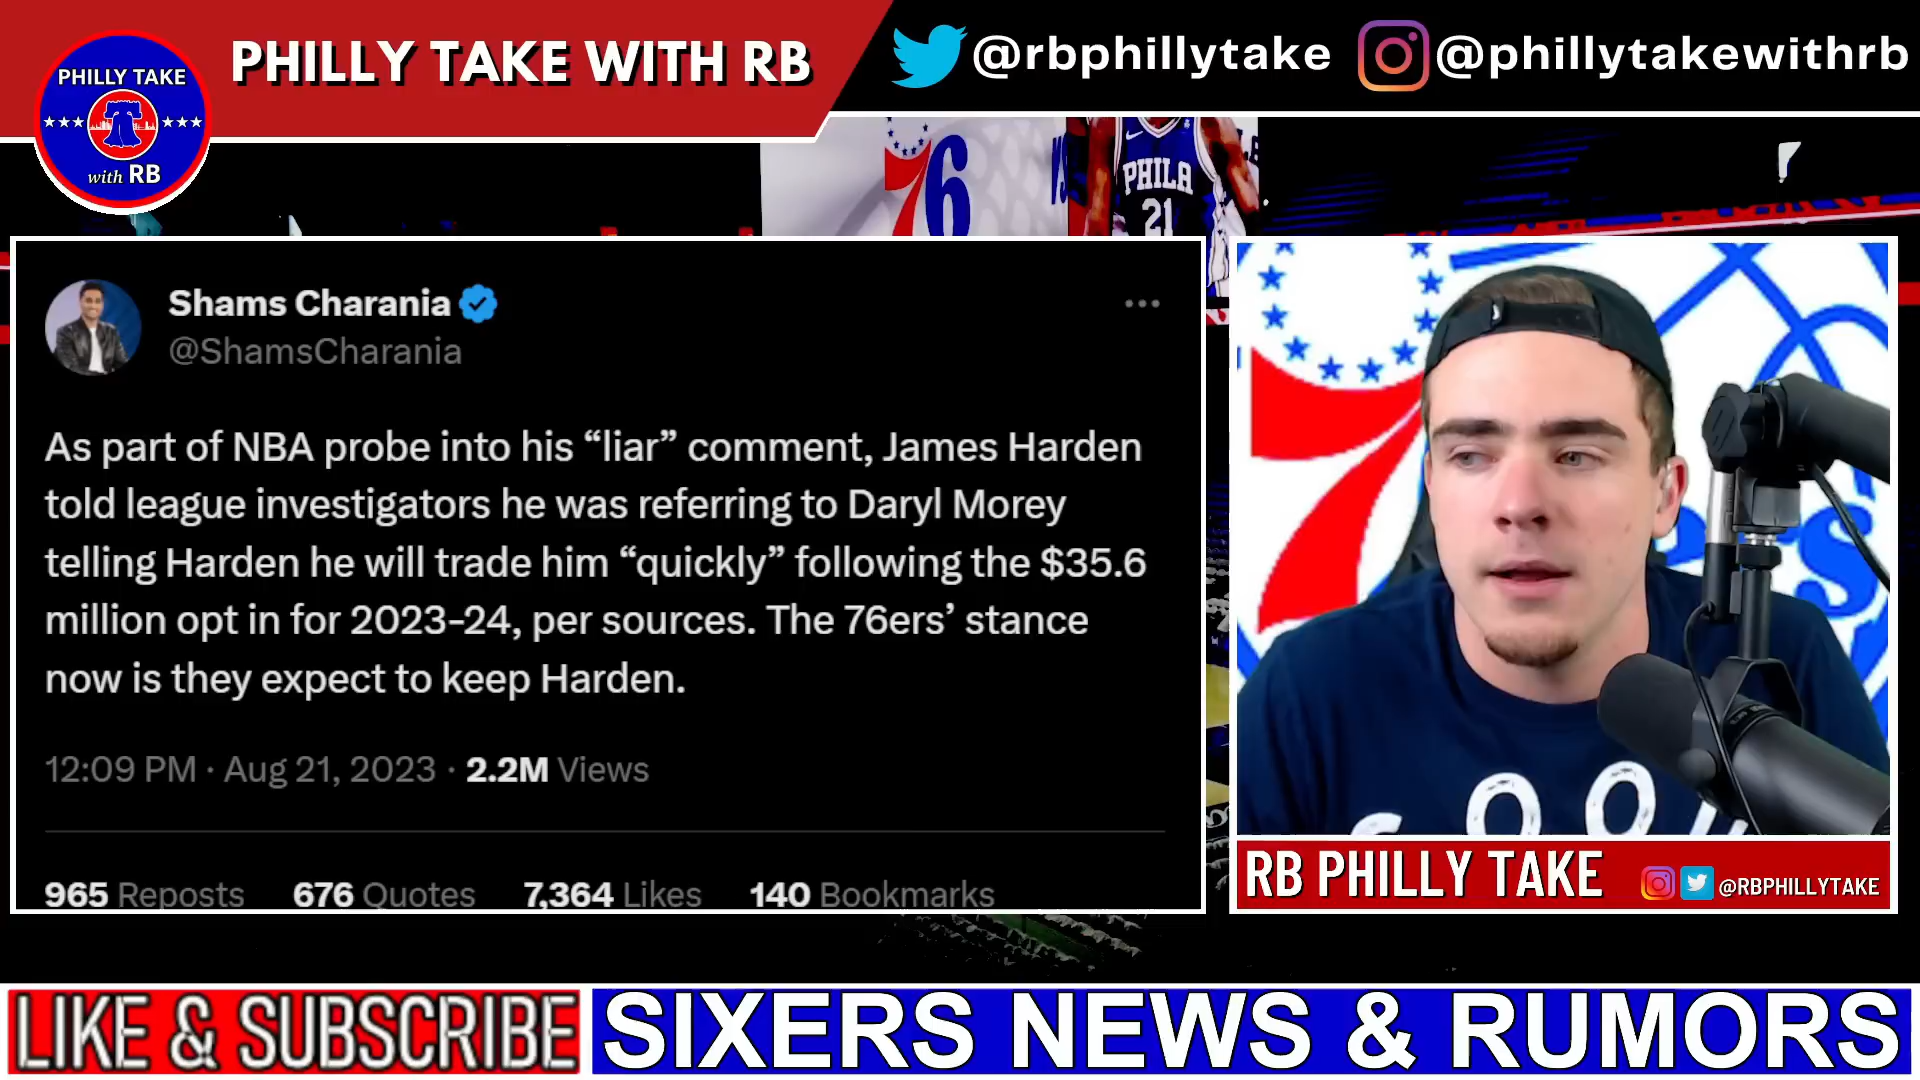 PHILLY TAKE
with RB
PHILLY TAKE WITH RB
@rbphillytake
@phillytakewithrb
76
PHILA
21
Shams Charania
@ShamsCharania
As part of NBA probe into his “liar” comment, James Harden
told league investigators he was referring to Daryl Morey
telling Harden he will trade him “quickly” following the $35.6
million opt in for 2023-24, per sources. The 76ers’ stance
now is they expect to keep Harden.
12:09 PM · Aug 21, 2023 · 2.2M Views
965 Reposts 676 Quotes 7,364 Likes 140 Bookmarks
RB PHILLY TAKE
@RBPHILLYTAKE
LIKE & SUBSCRIBE
SIXERS NEWS & RUMORS